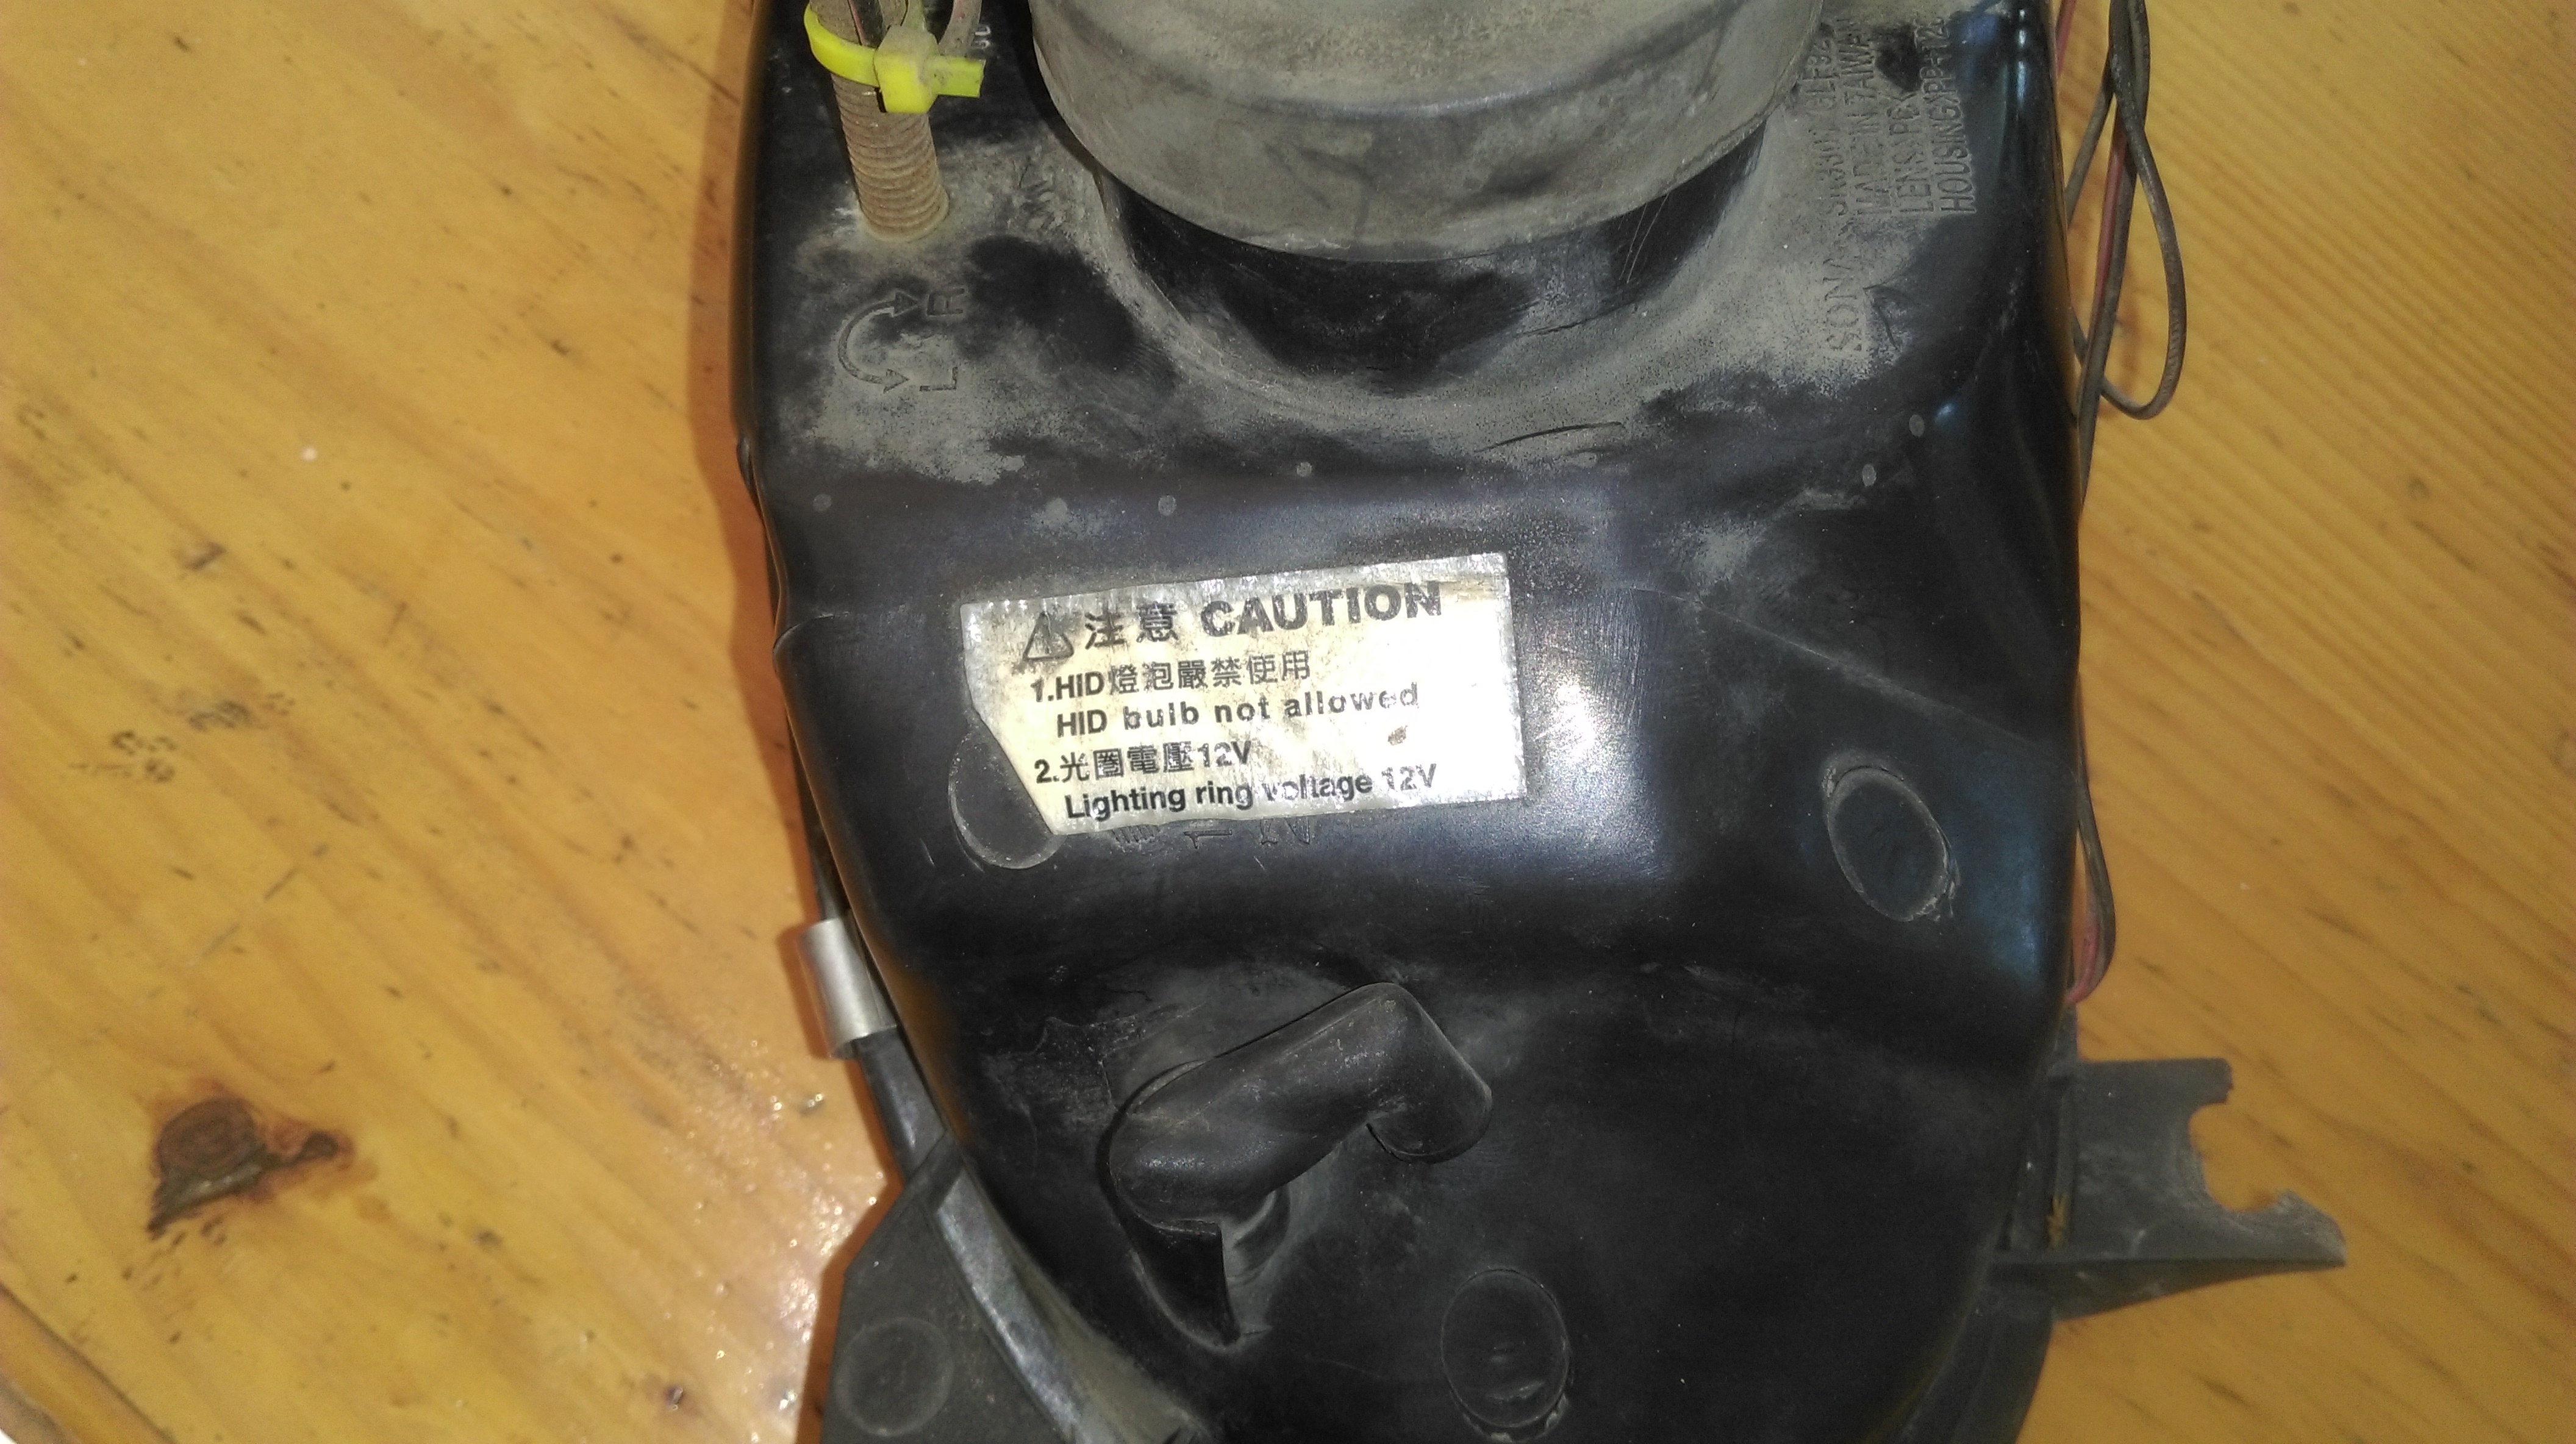 注意 CAUTION
1.HID燈泡嚴禁使用
HID bulb not allowed
2.光圈電壓12V
Lighting ring voltage 12V
R
L
MADE IN TAIWAN